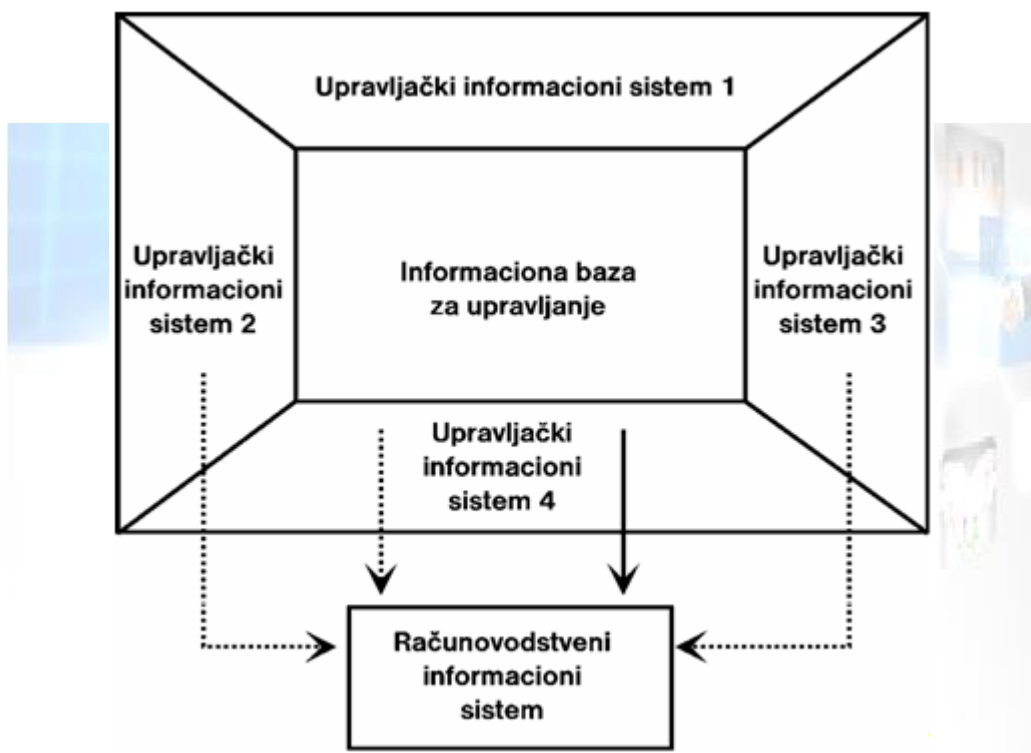 Upravljački informacioni sistem 1
Upravljački
informacioni
sistem 2
Informaciona baza
za upravljanje
Upravljački
informacioni
sistem 3
Upravljački
informacioni
sistem 4
Računovodstveni
informacioni
sistem